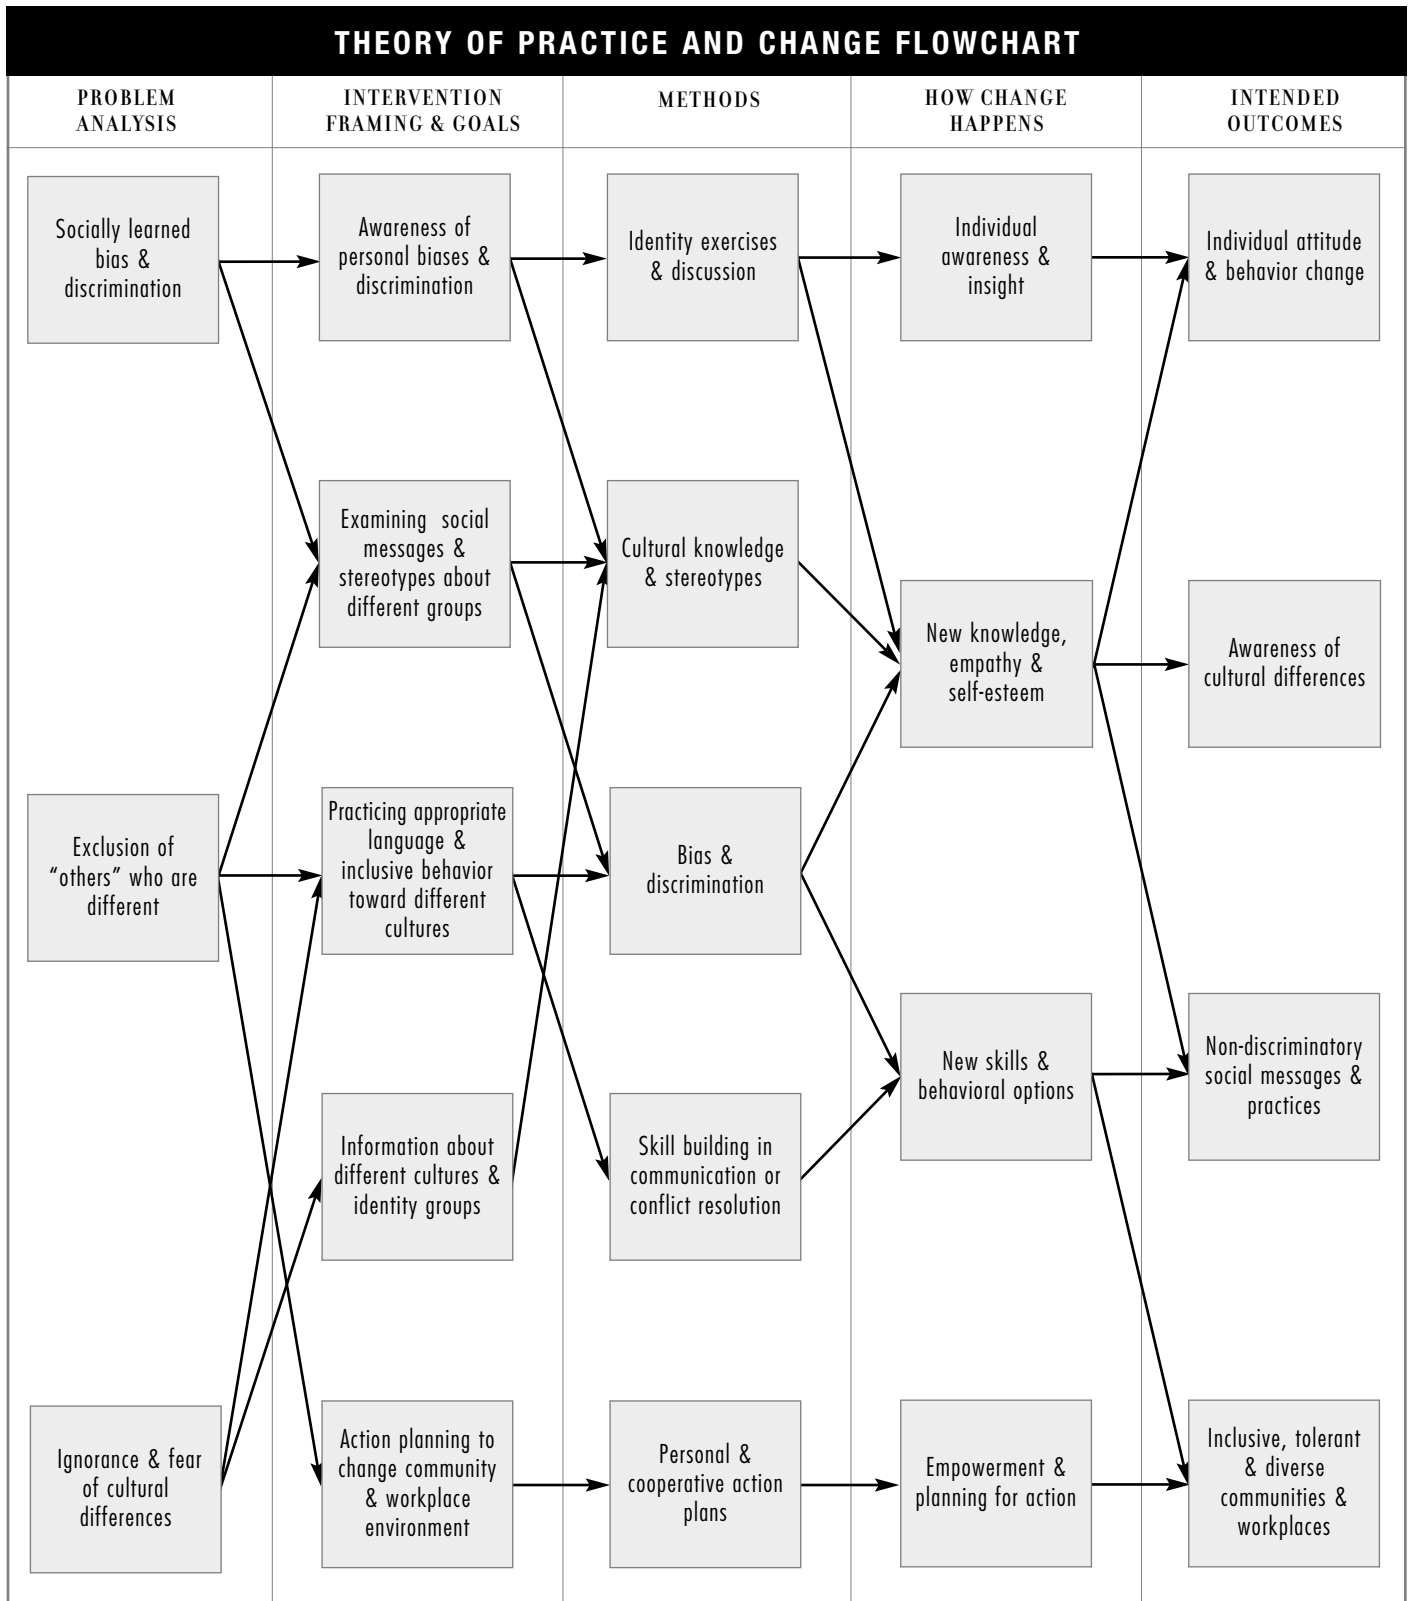 THEORY OF PRACTICE AND CHANGE FLOWCHART
PROBLEM
ANALYSIS
INTERVENTION
FRAMING & GOALS
METHODS
HOW CHANGE
HAPPENS
INTENDED
OUTCOMES
Socially learned
bias &
discrimination
Exclusion of
“others” who are
different
Ignorance & fear
of cultural
differences
Awareness of
personal biases &
discrimination
Examining social
messages &
stereotypes about
different groups
Practicing appropriate
language &
inclusive behavior
toward different
cultures
Information about
different cultures &
identity groups
Action planning to
change community
& workplace
environment
Identity exercises
& discussion
Cultural knowledge
& stereotypes
Bias &
discrimination
Skill building in
communication or
conflict resolution
Personal &
cooperative action
plans
Individual
awareness &
insight
New knowledge,
empathy &
self-esteem
New skills &
behavioral options
Empowerment &
planning for action
Individual attitude
& behavior change
Awareness of
cultural differences
Non-discriminatory
social messages &
practices
Inclusive, tolerant
& diverse
communities &
workplaces